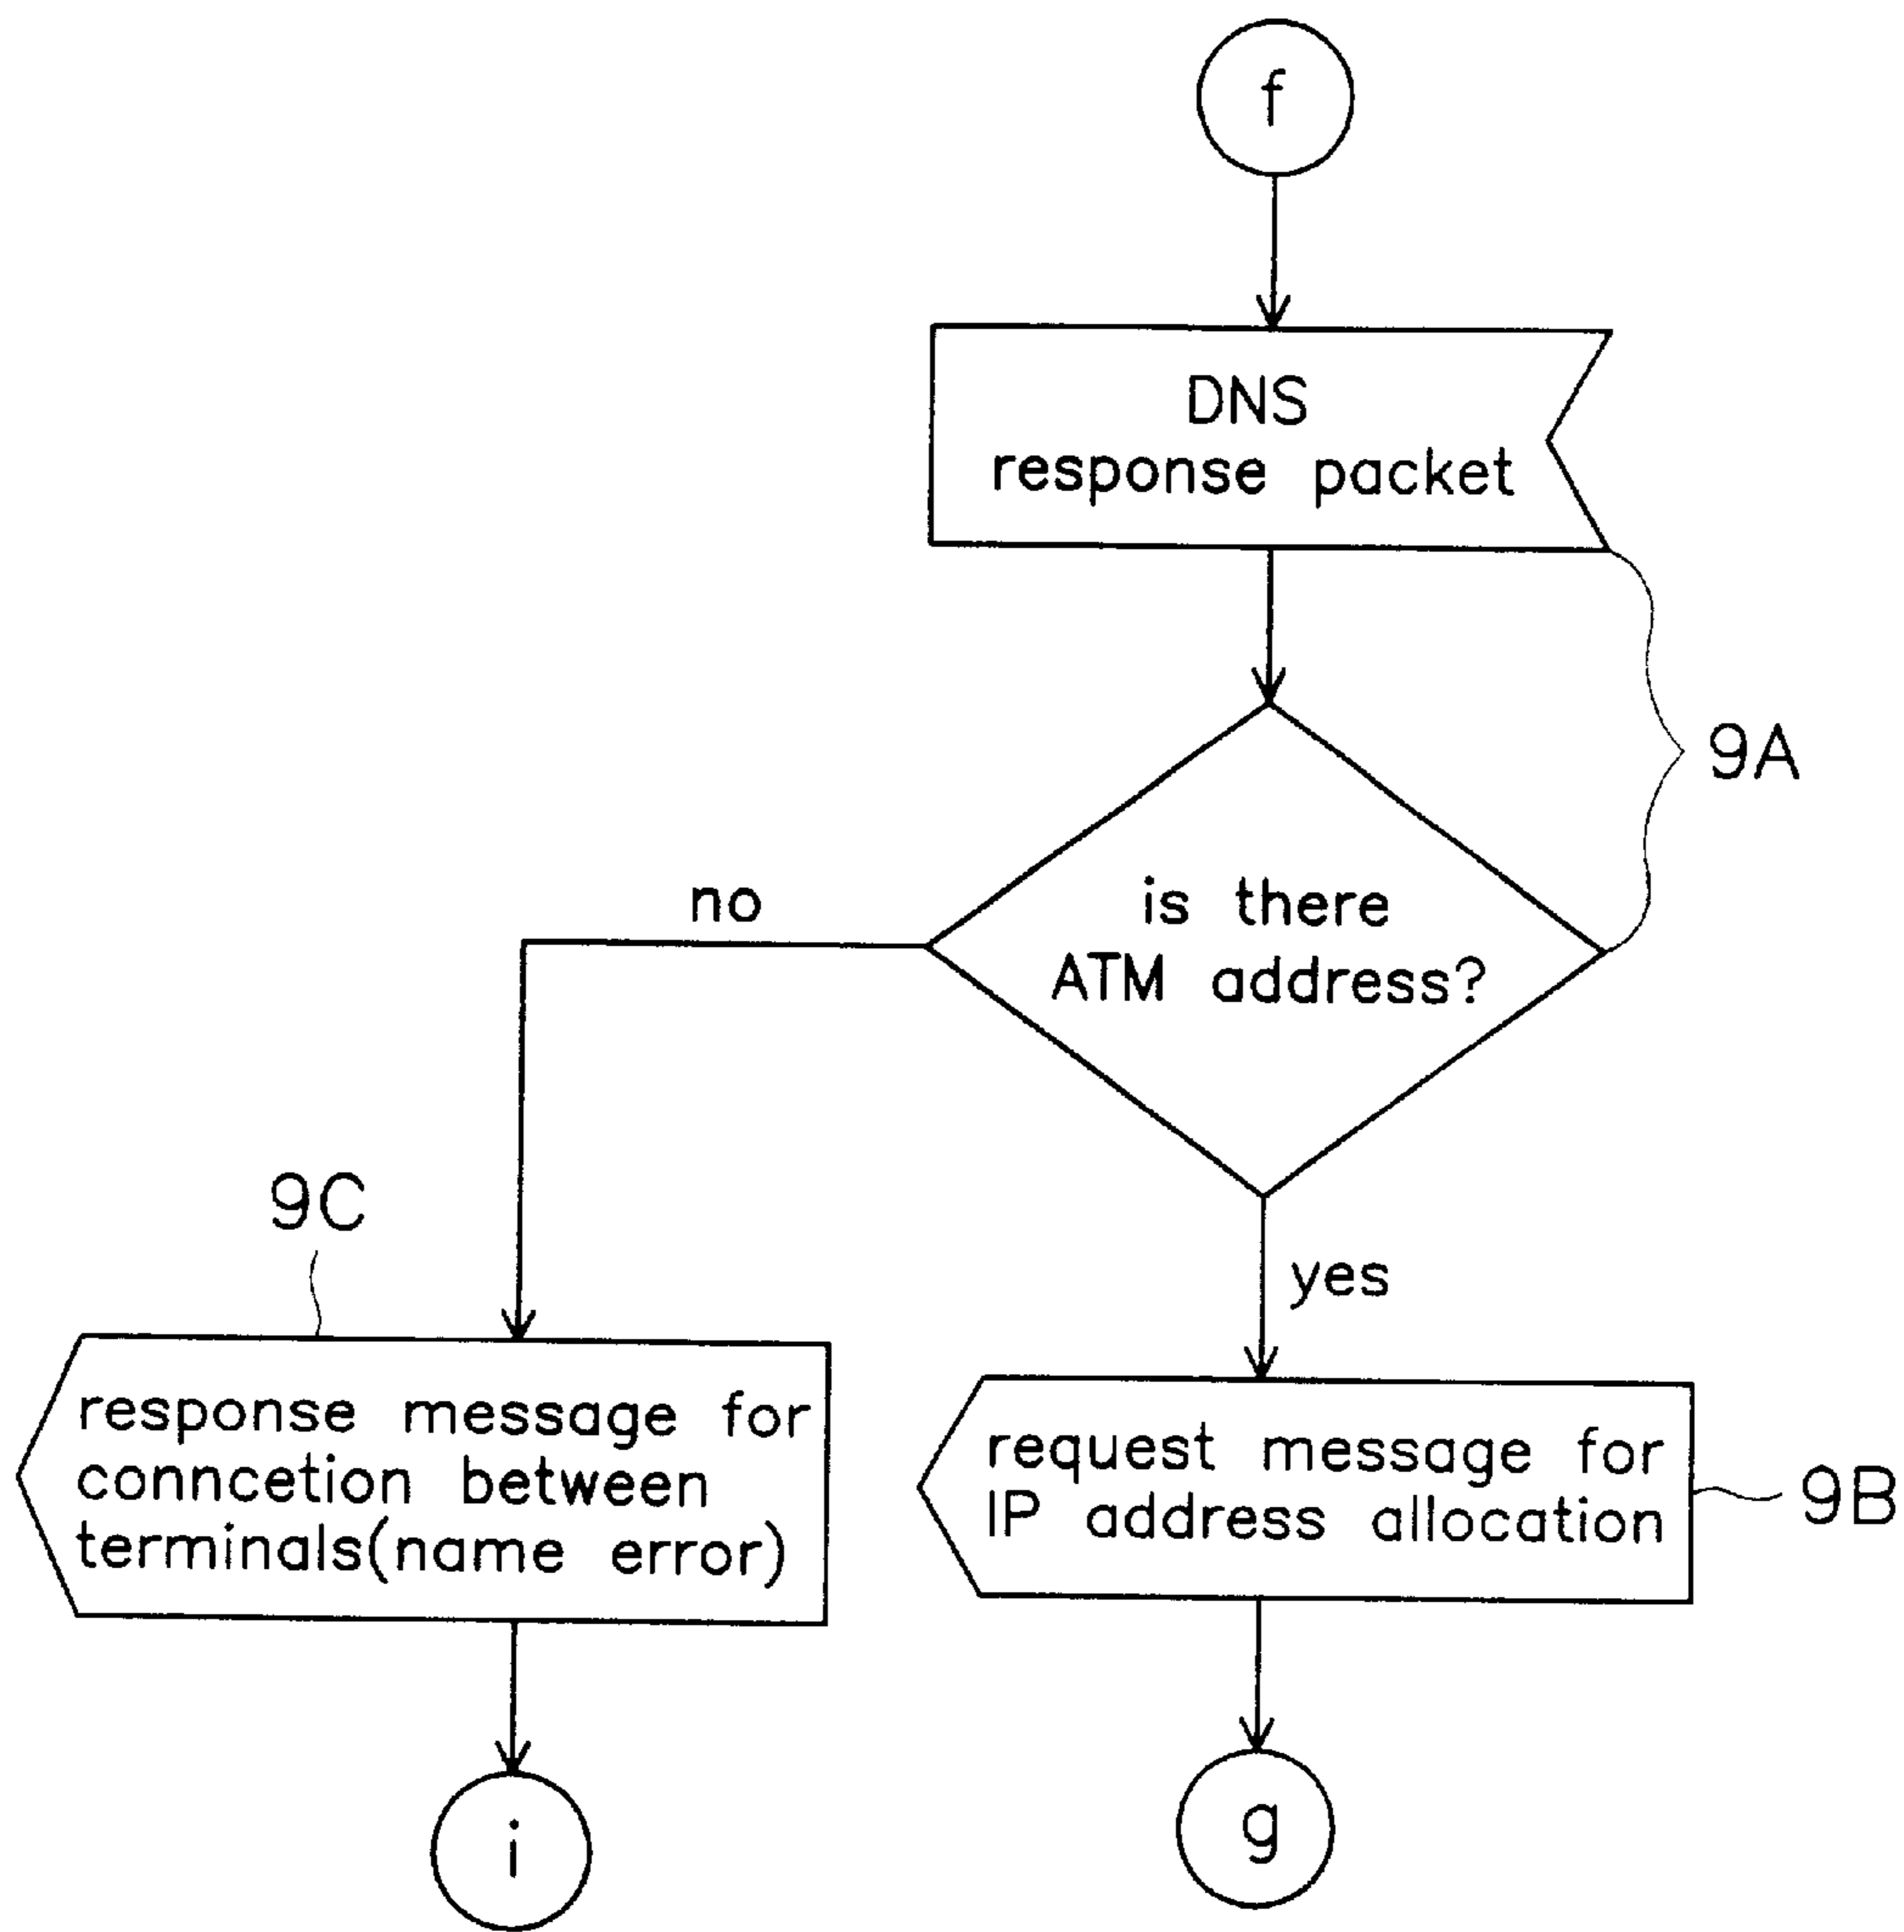 f
DNS
response packet
9A
is there
ATM address?
no
yes
9C
response message for
conncetion between
terminals(name error)
request message for
IP address allocation
9B
i
g